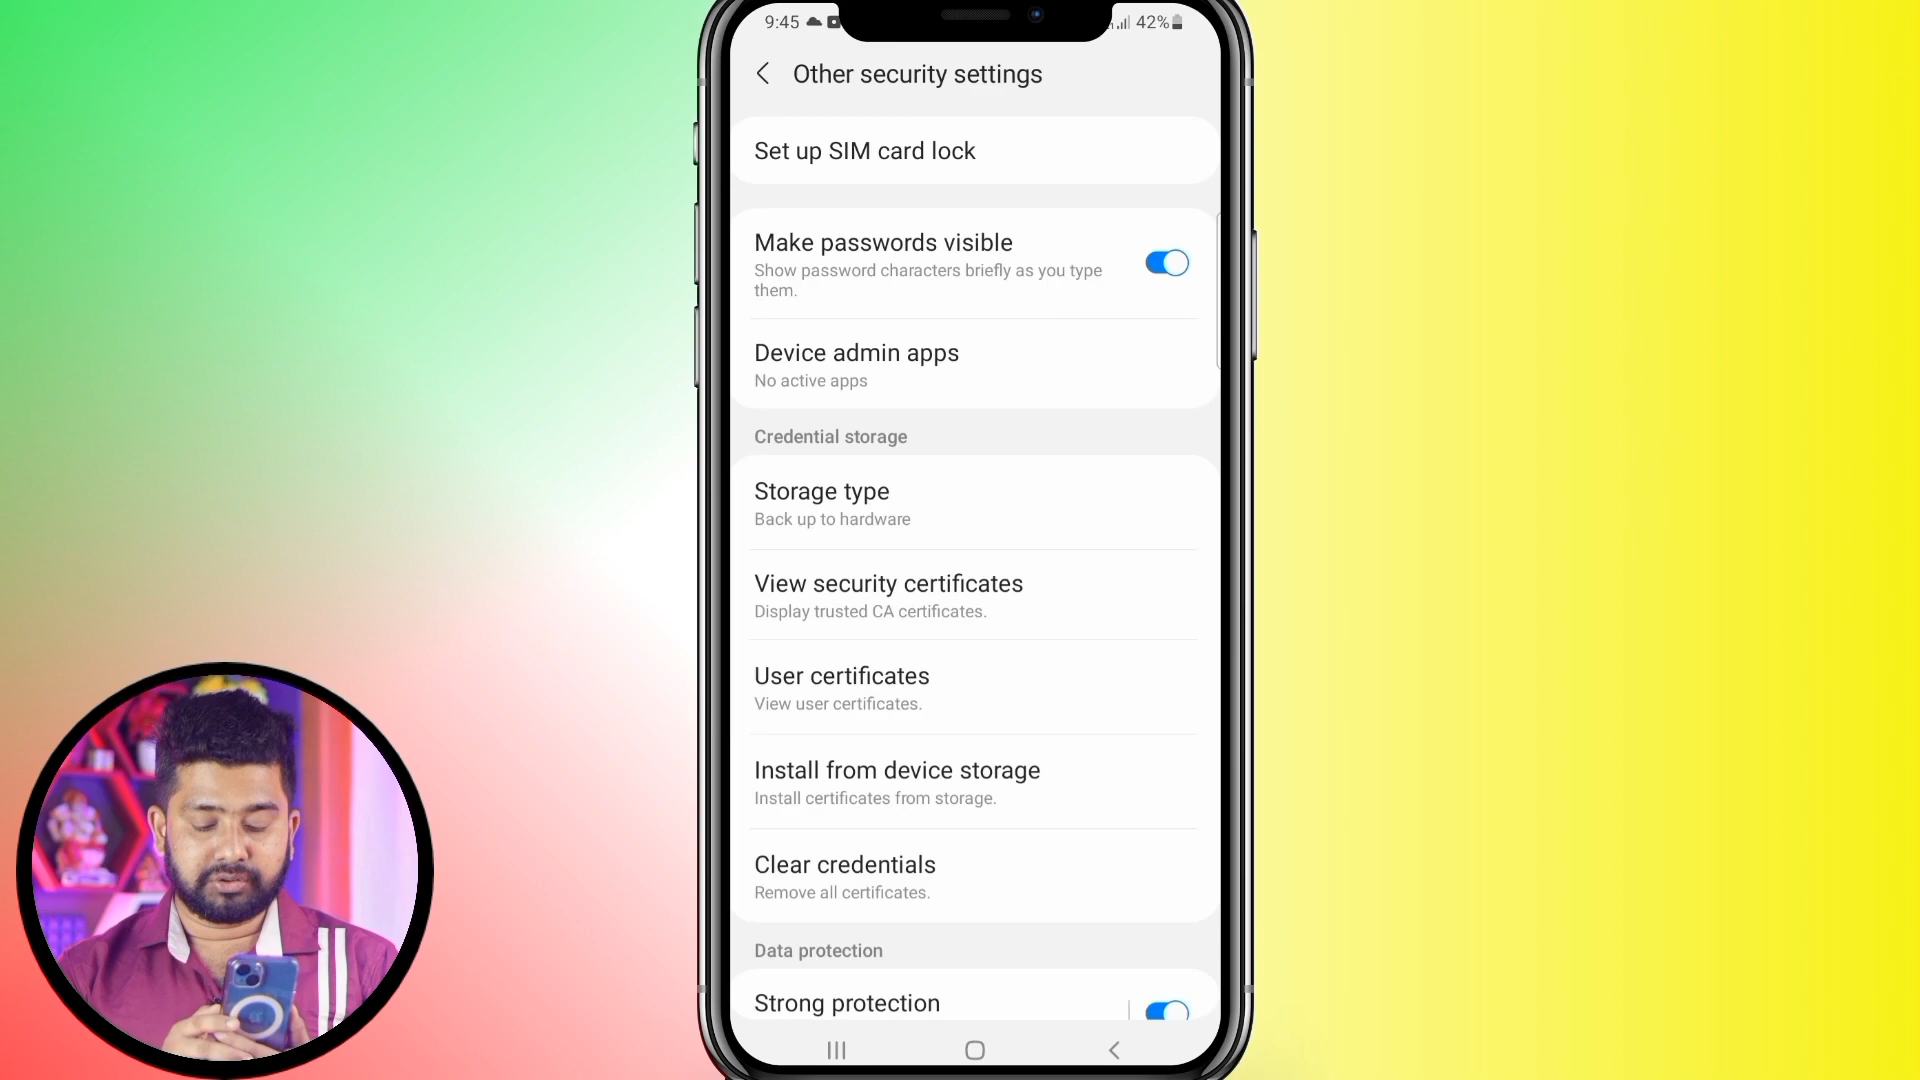 9:45
42%
Other security settings
Set up SIM card lock
Make passwords visible
Show password characters briefly as you type
them.
Device admin apps
No active apps
Credential storage
Storage type
Back up to hardware
View security certificates
Display trusted CA certificates.
User certificates
View user certificates.
Install from device storage
Install certificates from storage.
Clear credentials
Remove all certificates.
Data protection
Strong protection